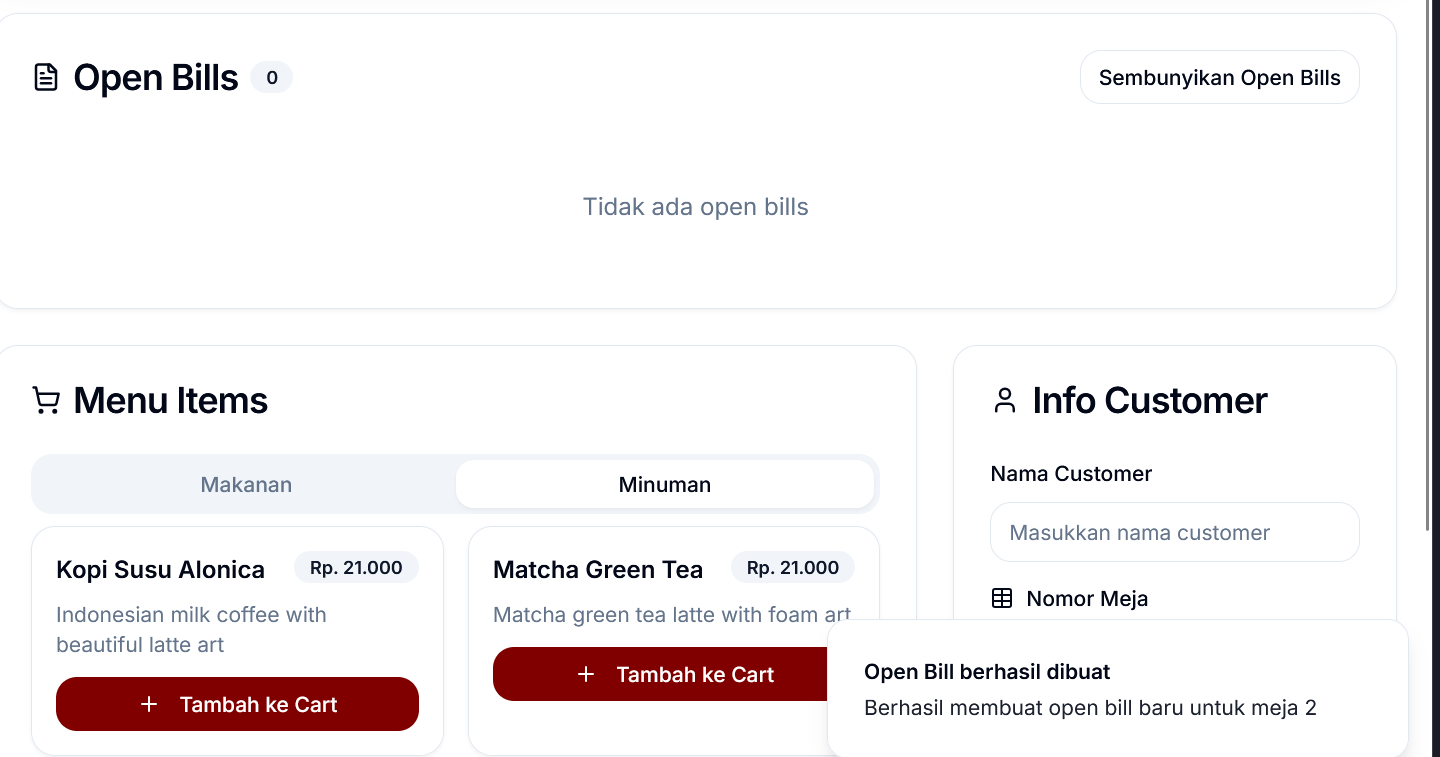 Open Bills 0
Sembunyikan Open Bills
Tidak ada open bills
Menu Items
Makanan
Minuman
Kopi Susu Alonica
Rp. 21.000
Indonesian milk coffee with
beautiful latte art
+ Tambah ke Cart
Matcha Green Tea
Rp. 21.000
Matcha green tea latte with foam art
+ Tambah ke Cart
Info Customer
Nama Customer
Masukkan nama customer
Nomor Meja
Open Bill berhasil dibuat
Berhasil membuat open bill baru untuk meja 2